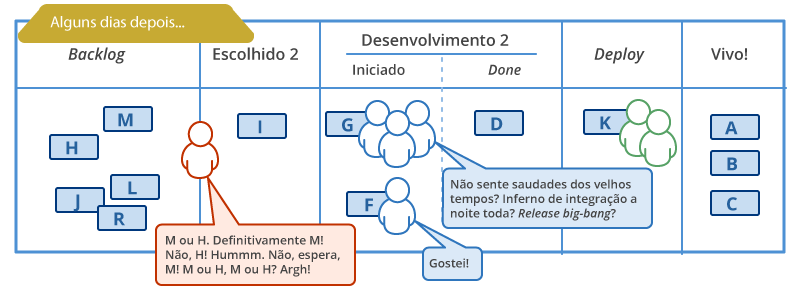 Alguns dias depois...
Backlog
Escolhido 2
Desenvolvimento 2
Iniciado
Done
Deploy
Vivo!
M
H
L
J
R
I
G
F
D
K
A
B
C
M ou H. Definitivamente M!
Não, H! Hummm. Não, espera,
M! M ou H, M ou H? Argh!
Não sente saudades dos velhos
tempos? Inferno de integração a
noite toda? Release big-bang?
Gostei!